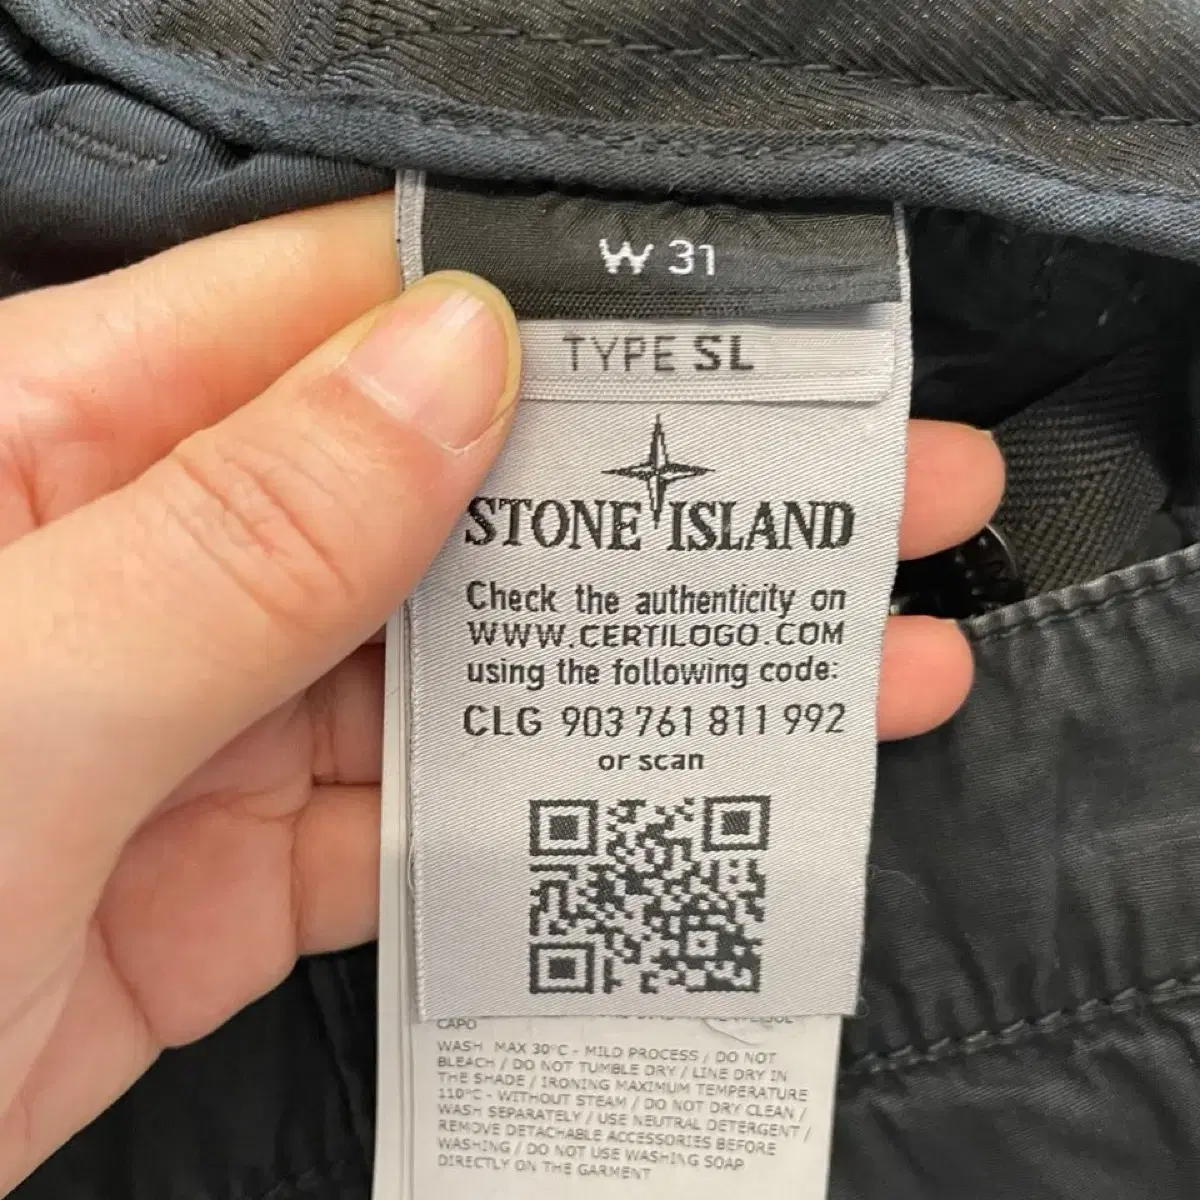 W 31
TYPE SL
STONE ISLAND
Check the authenticity on
WWW.CERTILOGO.COM
using the following code:
CLG 903 761 811 992
or scan
CAPO
WASH MAX 30°C - MILD PROCESS / DO NOT
BLEACH / DO NOT TUMBLE DRY / LINE DRY IN
THE SHADE / IRONING MAXIMUM TEMPERATURE
110°C - WITHOUT STEAM / DO NOT DRY CLEAN /
WASH SEPARATELY / USE NEUTRAL DETERGENT /
REMOVE DETACHABLE ACCESSORIES BEFORE
WASHING / DO NOT USE WASHING SOAP
DIRECTLY ON THE GARMENT